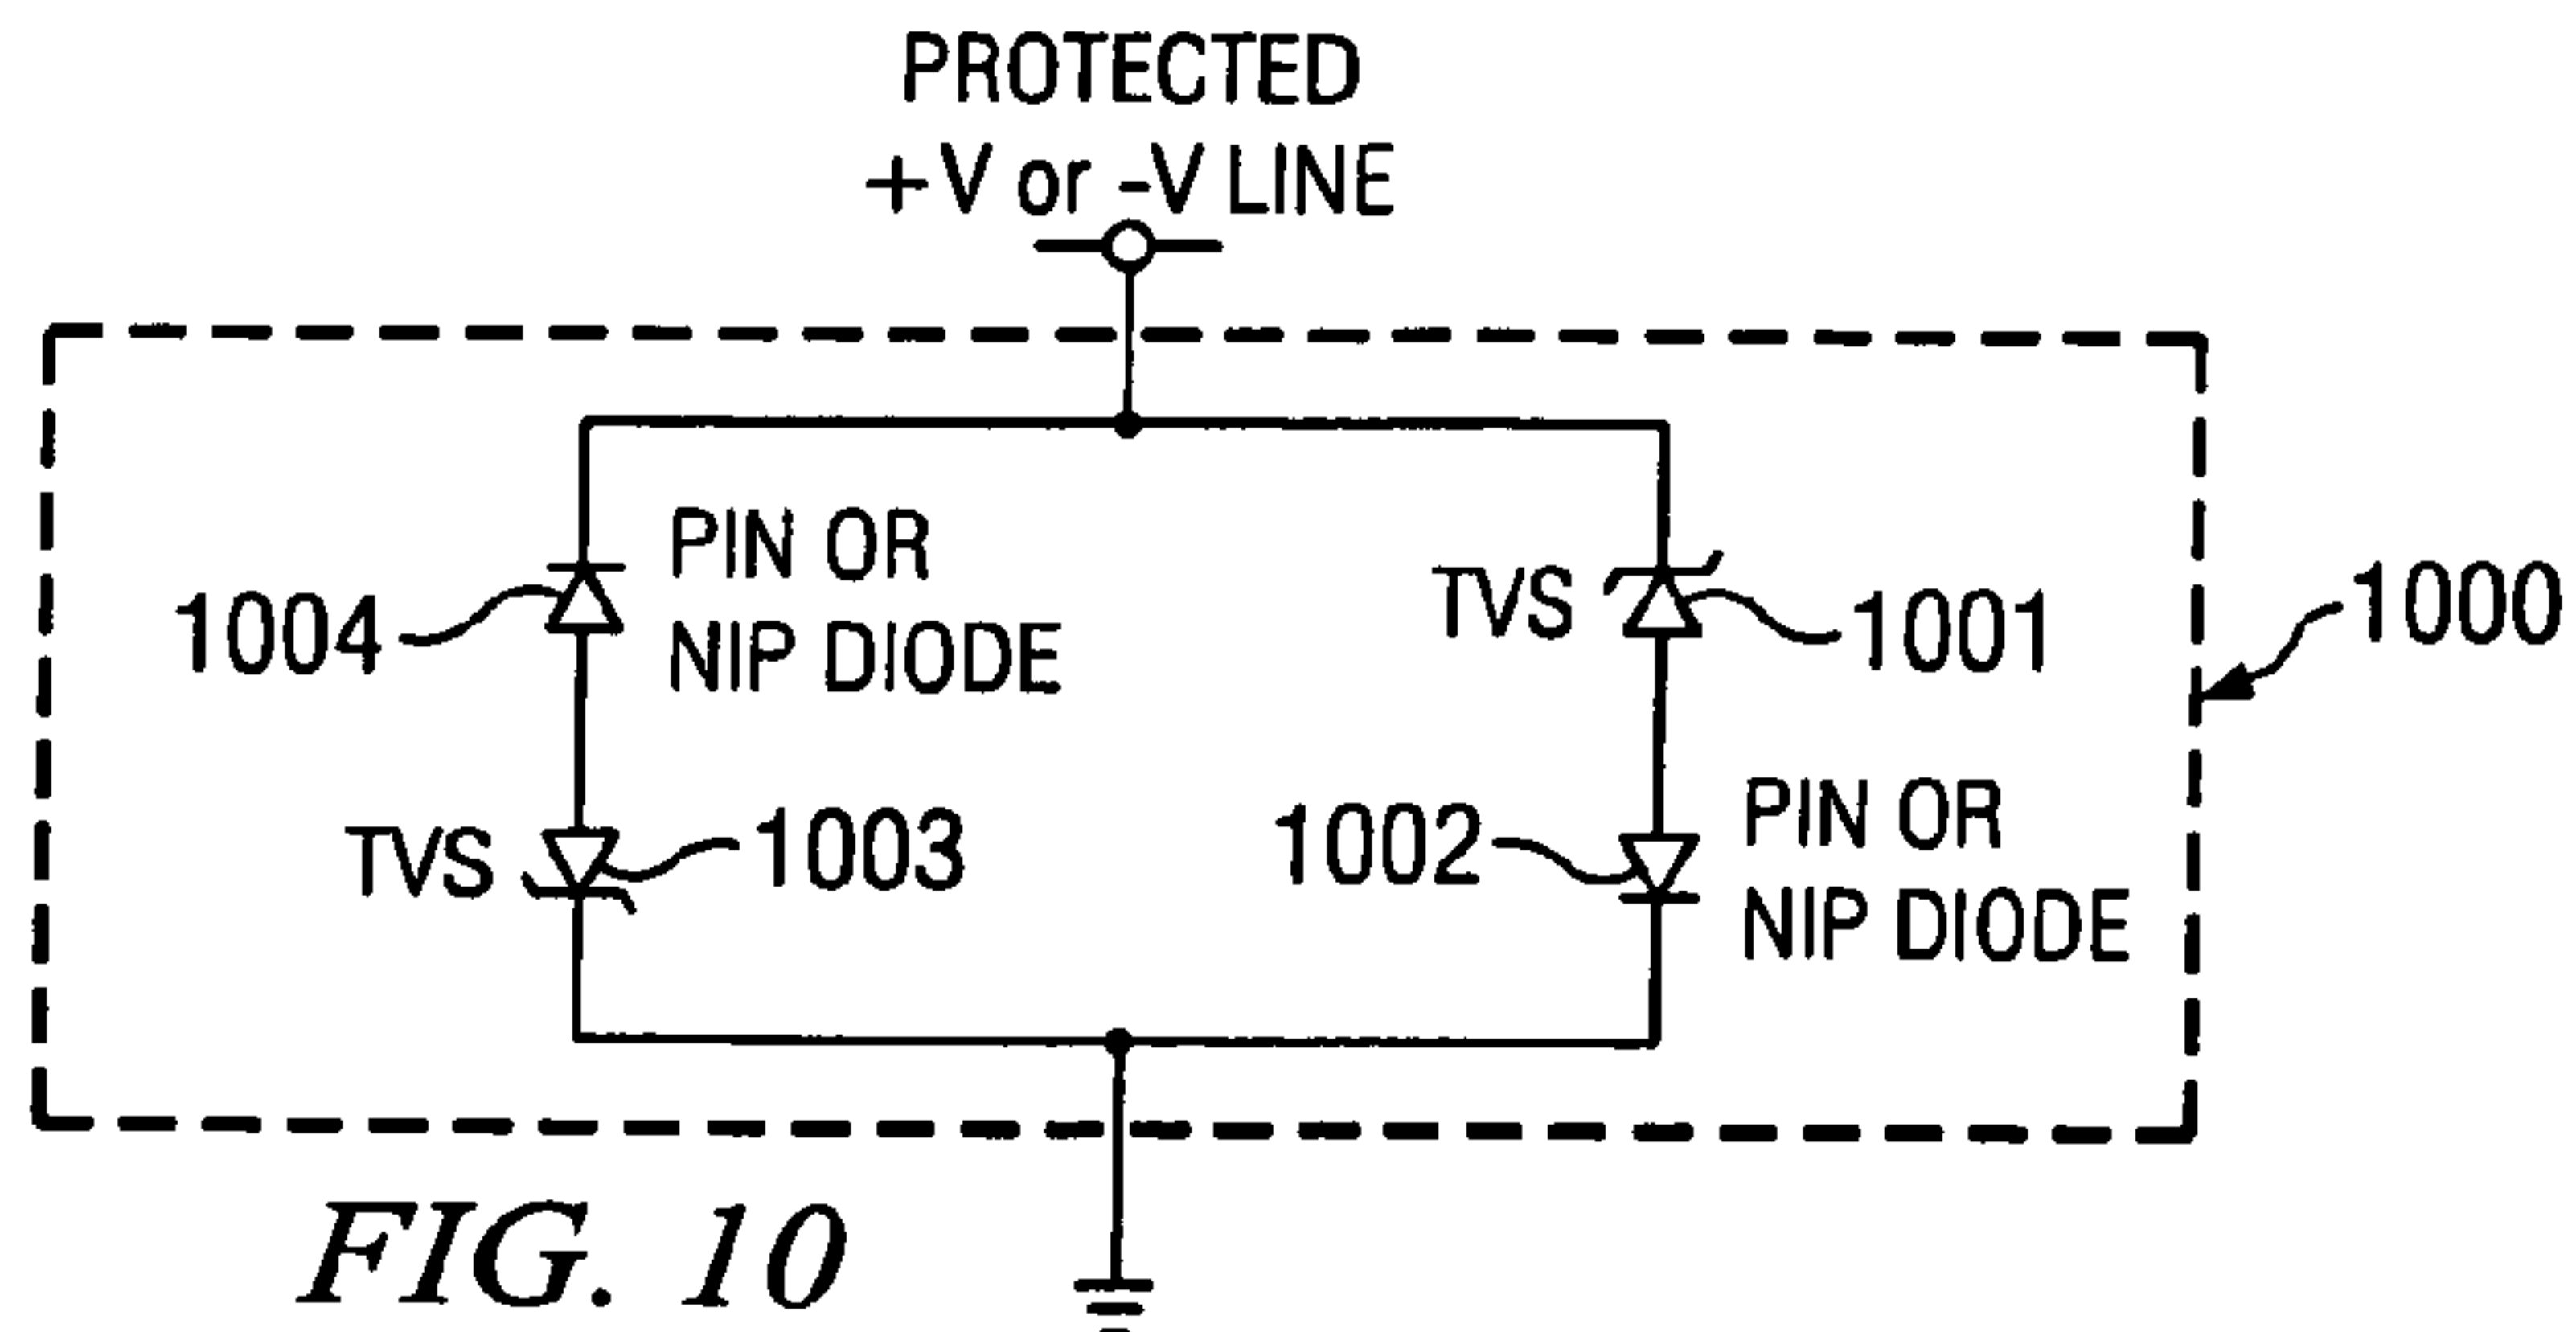 PROTECTED
+V or -V LINE
PIN OR
NIP DIODE
1004
TVS
1001
1000
TVS
1003
1002
PIN OR
NIP DIODE
FIG. 10